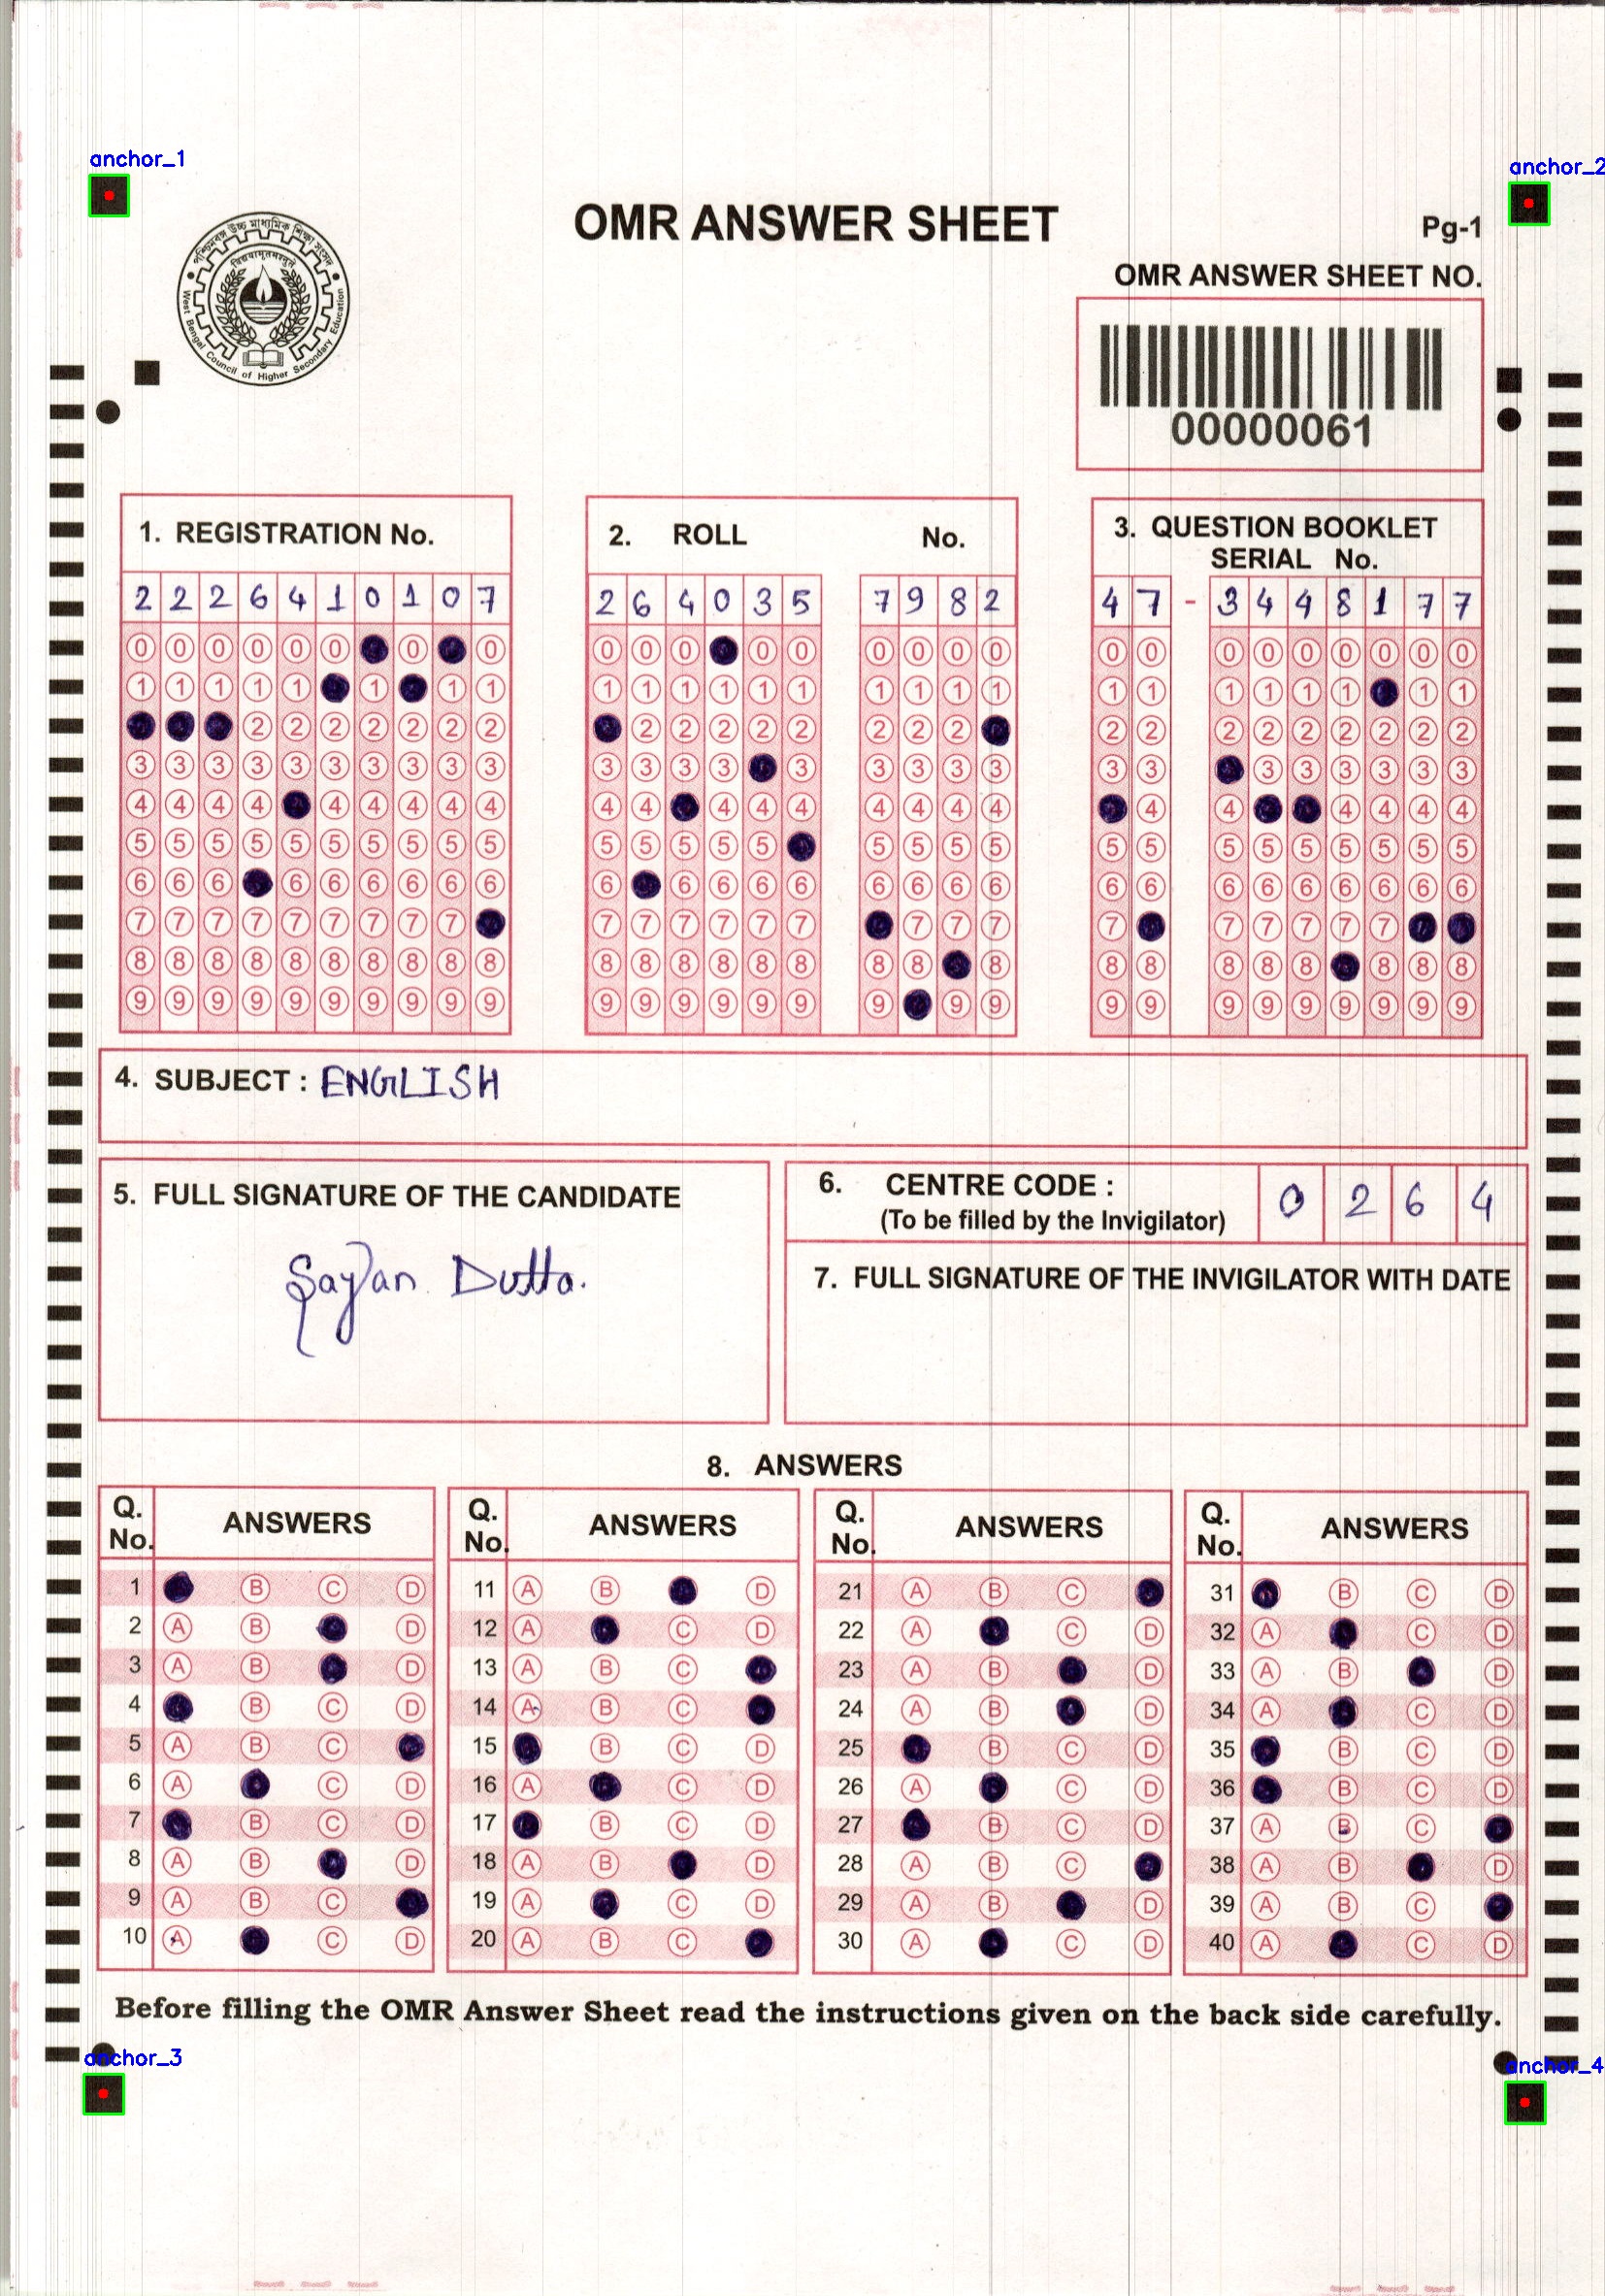 anchor_1
anchor_2
পশ্চিমবঙ্গ উচ্চ মাধ্যমিক শিক্ষা সংসদ
West Bengal Council of Higher Secondary Education
OMR ANSWER SHEET
Pg-1
OMR ANSWER SHEET NO.
00000061
1. REGISTRATION No.
2 2 2 6 4 1 0 1 0 7
2. ROLL No.
2 6 4 0 3 5 7 9 8 2
3. QUESTION BOOKLET
SERIAL No.
4 7 - 3 4 4 8 1 7 7
4. SUBJECT : ENGLISH
5. FULL SIGNATURE OF THE CANDIDATE
Sayan Dutta.
6. CENTRE CODE : 0 2 6 4
(To be filled by the Invigilator)
7. FULL SIGNATURE OF THE INVIGILATOR WITH DATE
8. ANSWERS
Q. No. ANSWERS Q. No. ANSWERS Q. No. ANSWERS Q. No. ANSWERS
1 B C D 11 A B D 21 A B C 31 B C D
2 A B D 12 A C D 22 A C D 32 A C D
3 A B D 13 A B C 23 A B D 33 A B D
4 B C D 14 A B C 24 A B D 34 A C D
5 A B C 15 B C D 25 B C D 35 B C D
6 A C D 16 A C D 26 A C D 36 B C D
7 B C D 17 B C D 27 B C D 37 A B C
8 A B D 18 A B D 28 A B C 38 A B D
9 A B C 19 A C D 29 A B D 39 A B C
10 A C D 20 A B C 30 A C D 40 A C D
Before filling the OMR Answer Sheet read the instructions given on the back side carefully.
anchor_3
anchor_4